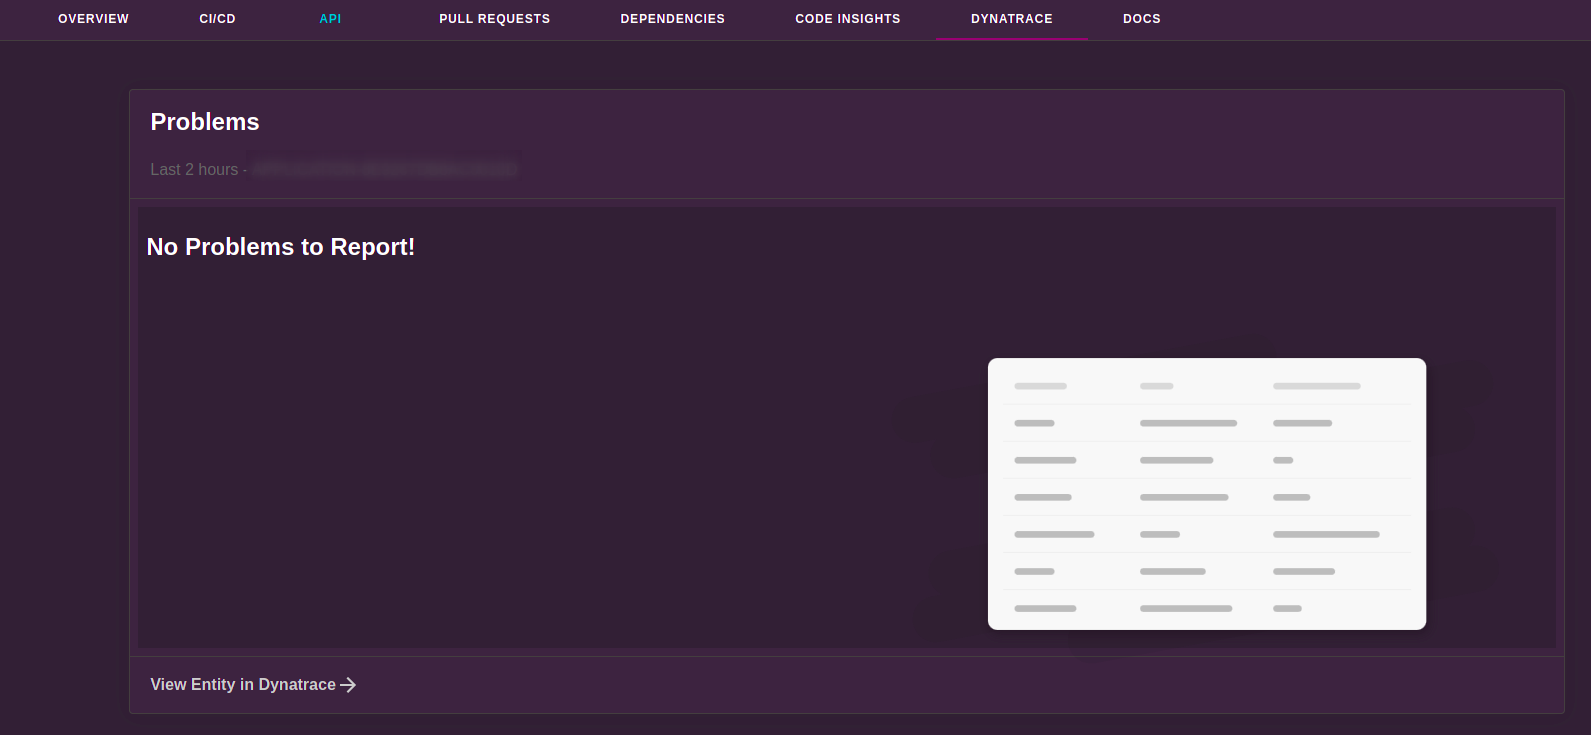 OVERVIEW CI/CD API PULL REQUESTS DEPENDENCIES CODE INSIGHTS DYNATRACE DOCS
Problems
Last 2 hours -
No Problems to Report!
View Entity in Dynatrace